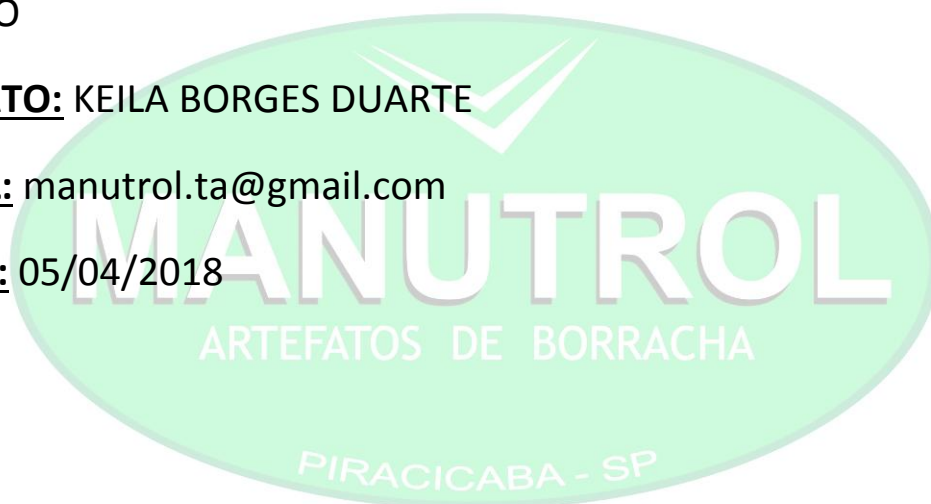 O
TO: KEILA BORGES DUARTE
: manutrol.ta@gmail.com
: 05/04/2018
MANUTROL
ARTEFATOS DE BORRACHA
PIRACICABA - SP